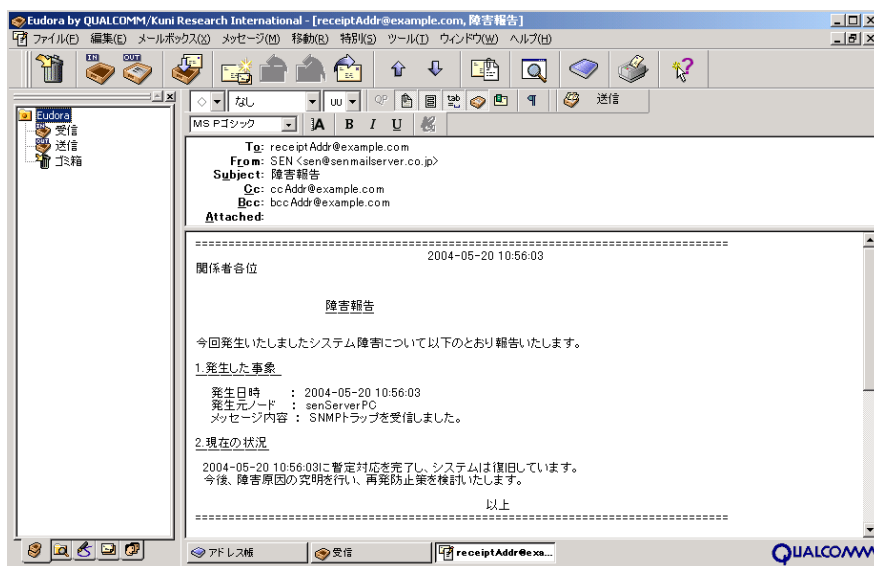 Eudora by QUALCOMM/Kuni Research International - [receiptAddr@example.com, 障害報告]
ファイル(F) 編集(E) メールボックス(X) メッセージ(M) 移動(R) 特別(S) ツール(T) ウィンドウ(W) ヘルプ(H)
IN OUT
なし UU QP tab 送信
MS Pゴシック A B I U
Eudora
受信
送信
ゴミ箱
To: receiptAddr@example.com
From: SEN <sen@senmailserver.co.jp>
Subject: 障害報告
Cc: ccAddr@example.com
Bcc: bccAddr@example.com
Attached:
================================================================================
2004-05-20 10:56:03
関係者各位
障害報告
今回発生いたしましたシステム障害について以下のとおり報告いたします。
1.発生した事象
発生日時 : 2004-05-20 10:56:03
発生元ノード : senServerPC
メッセージ内容 : SNMPトラップを受信しました。
2.現在の状況
2004-05-20 10:56:03に暫定対応を完了し、システムは復旧しています。
今後、障害原因の究明を行い、再発防止策を検討いたします。
以上
================================================================================
アドレス帳 受信 receiptAddr@exa...
QUALCOMM